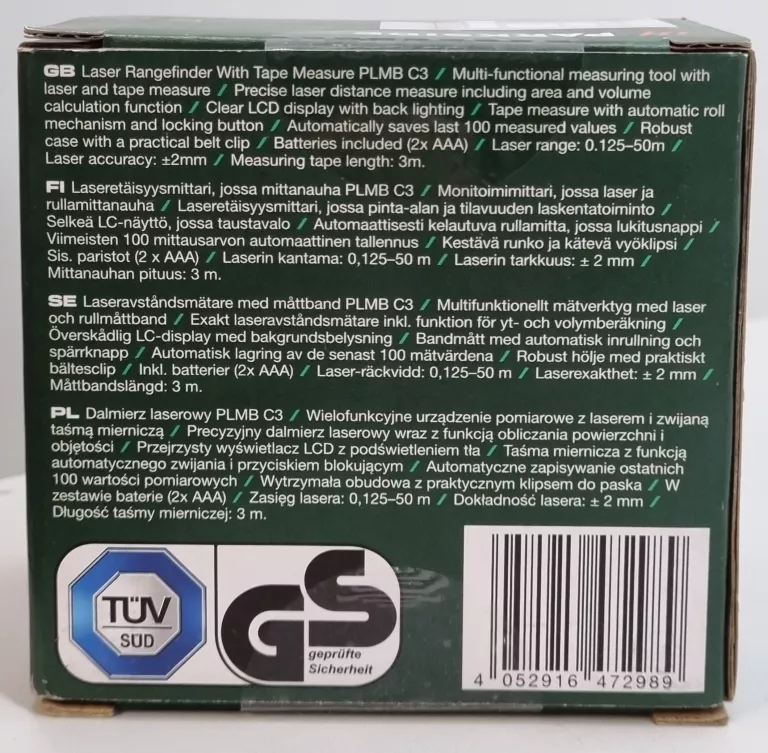 GB Laser Rangefinder With Tape Measure PLMB C3 / Multi-functional measuring tool with
laser and tape measure / Precise laser distance measure including area and volume
calculation function / Clear LCD display with back lighting / Tape measure with automatic roll
mechanism and locking button / Automatically saves last 100 measured values / Robust
case with a practical belt clip / Batteries included (2x AAA) / Laser range: 0.125–50m /
Laser accuracy: ±2mm / Measuring tape length: 3m.
FI Laseretäisyysmittari, jossa mittanauha PLMB C3 / Monitoimimittari, jossa laser ja
rullamittanauha / Laseretäisyysmittari, jossa pinta-alan ja tilavuuden laskentatoiminto /
Selkeä LC-näyttö, jossa taustavalo / Automaattisesti kelautuva rullamitta, jossa lukitusnappi /
Viimeisten 100 mittausarvon automaattinen tallennus / Kestävä runko ja kätevä vyöklipsi /
Sis. paristot (2 x AAA) / Laserin kantama: 0,125–50 m / Laserin tarkkuus: ± 2 mm /
Mittanauhan pituus: 3 m.
SE Laseravståndsmätare med måttband PLMB C3 / Multifunktionellt mätverktyg med laser
och rullmåttband / Exakt laseravståndsmätare inkl. funktion för yt- och volymberäkning /
Överskådlig LC-display med bakgrundsbelysning / Bandmått med automatisk inrullning och
spärrknapp / Automatisk lagring av de senast 100 mätvärdena / Robust hölje med praktiskt
bältesclip / Inkl. batterier (2x AAA) / Laser-räckvidd: 0,125–50 m / Laserexakthet: ± 2 mm /
Måttbandslängd: 3 m.
PL Dalmierz laserowy PLMB C3 / Wielofunkcyjne urządzenie pomiarowe z laserem i zwijaną
taśmą mierniczą / Precyzyjny dalmierz laserowy wraz z funkcją obliczania powierzchni i
objętości / Przejrzysty wyświetlacz LCD z podświetleniem tła / Taśma miernicza z funkcją
automatycznego zwijania i przyciskiem blokującym / Automatyczne zapisywanie ostatnich
100 wartości pomiarowych / Wytrzymała obudowa z praktycznym klipsem do paska / W
zestawie baterie (2x AAA) / Zasięg lasera: 0,125–50 m / Dokładność lasera: ± 2 mm /
Długość taśmy mierniczej: 3 m.
TÜV
SÜD
GS
geprüfte
Sicherheit
4 052916 472989